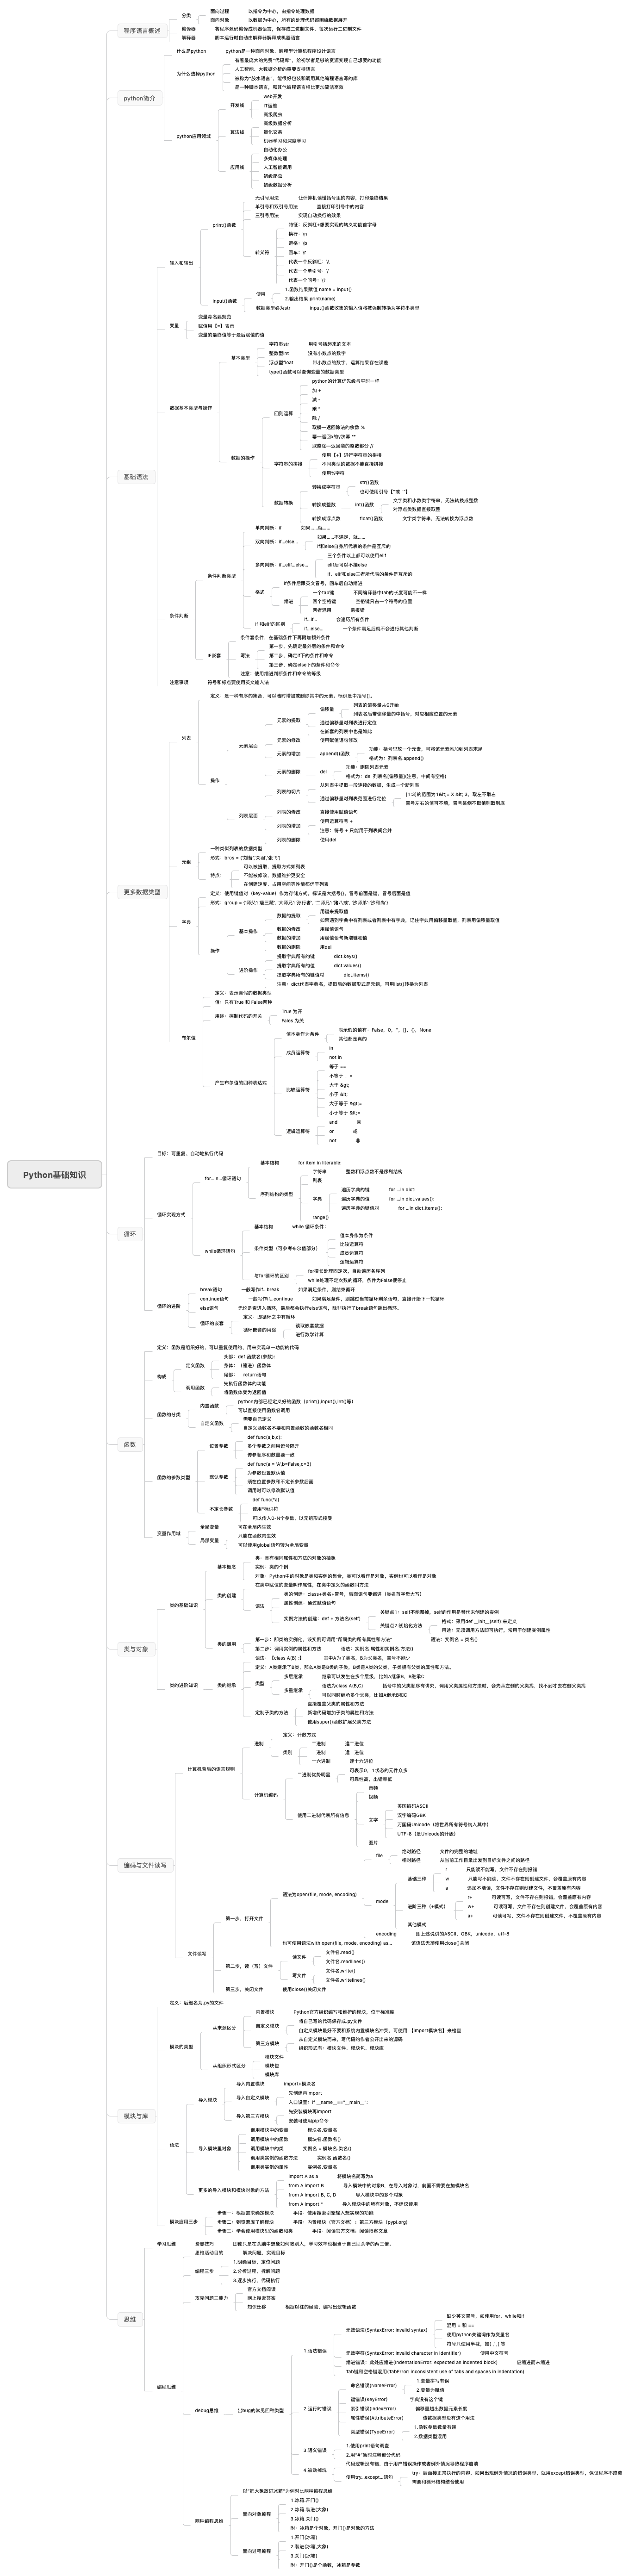 Python基础知识
程序语言概述
分类
面向过程 以指令为中心，由指令处理数据
面向对象 以数据为中心，所有的处理代码都围绕数据展开
编译器 将程序源码编译成机器语言，保存成二进制文件，每次运行二进制文件
解释器 脚本运行时自动由解释器解释成机器语言
python简介
什么是python python是一种面向对象、解释型计算机程序设计语言
为什么选择python
有着最庞大的免费“代码库”，给初学者足够的资源实现自己想要的功能
人工智能、大数据分析的重要支持语言
被称为“胶水语言”，能很好包装和调用其他编程语言写的库
是一种脚本语言，和其他编程语言相比更加简洁高效
python应用领域
开发线
web开发
IT运维
高级爬虫
算法线
高级数据分析
量化交易
机器学习和深度学习
应用线
自动化办公
多媒体处理
人工智能调用
初级爬虫
初级数据分析
基础语法
输入和输出
print()函数
无引号用法 让计算机读懂括号里的内容，打印最终结果
单引号和双引号用法 直接打印引号中的内容
三引号用法 实现自动换行的效果
转义符
特征：反斜杠+想要实现的转义功能首字母
换行：\n
退格：\b
回车：\r
代表一个反斜杠：\\
代表一个单引号：\'
代表一个问号：\?
input()函数
使用
1.函数结果赋值 name = input()
2.输出结果 print(name)
数据类型必为str input()函数收集的输入值将被强制转换为字符串类型
变量
变量命名要规范
赋值用【=】表示
变量的最终值等于最后赋值的值
数据基本类型与操作
基本类型
字符串str 用引号括起来的文本
整数型int 没有小数点的数字
浮点型float 带小数点的数字，运算结果存在误差
type()函数可以查询变量的数据类型
数据的操作
四则运算
python的计算优先级与平时一样
加 +
减 -
乘 *
除 /
取模—返回除法的余数 %
幂—返回x的y次幂 **
取整除—返回商的整数部分 //
字符串的拼接
使用【+】进行字符串的拼接
不同类型的数据不能直接拼接
使用%字符
数据转换
转换成字符串
str()函数
也可使用引号【''或 ""】
转换成整数 int()函数
文字类和小数类字符串，无法转换成整数
对浮点类数据直接取整
转换成浮点数 float()函数 文字类字符串，无法转换为浮点数
条件判断
条件判断类型
单向判断：if 如果……就……
双向判断：if…else…
如果……不满足，就……
if和else自身所代表的条件是互斥的
多向判断：if…elif…else…
三个条件以上都可以使用elif
elif后可以不接else
if、elif和else三者所代表的条件是互斥的
格式
if条件后跟英文冒号，回车后自动缩进
缩进
一个tab键 不同编译器中tab的长度可能不一样
四个空格键 空格键只占一个符号的位置
两者混用 易报错
if 和elif的区别
if…if… 会遍历所有条件
if…else… 一个条件满足后就不会进行其他判断
IF嵌套
条件套条件，在基础条件下再附加额外条件
写法
第一步，先确定最外层的条件和命令
第二步，确定if下的条件和命令
第三步，确定else下的条件和命令
注意：使用缩进判断条件和命令的等级
注意事项 符号和标点要使用英文输入法
更多数据类型
列表
定义：是一种有序的集合，可以随时增加或删除其中的元素。标识是中括号[]。
操作
元素层面
元素的提取
偏移量
列表的偏移量从0开始
列表名后带偏移量的中括号，对应相应位置的元素
通过偏移量对列表进行定位
在嵌套的列表中也是如此
元素的修改 使用赋值语句修改
元素的增加 append()函数
功能：括号里放一个元素，可将该元素添加到列表末尾
格式为：列表名.append()
元素的删除 del
功能：删除列表元素
格式为：del 列表名[偏移量](注意，中间有空格)
列表层面
列表的切片
从列表中提取一段连续的数据，生成一个新列表
通过偏移量对列表范围进行定位
[1:3]的范围为1&lt;= X &lt; 3，取左不取右
冒号左右的值可不填，冒号某侧不取值则取到底
列表的修改 直接使用赋值语句
列表的增加
使用运算符号 +
注意：符号 + 只能用于列表间合并
列表的删除 使用del
元组
一种类似列表的数据类型
形式：bros = ('刘备','关羽','张飞')
特点：
可以被提取，提取方式如列表
不能被修改，数据维护更安全
在创建速度、占用空间等性能都优于列表
字典
定义：使用键值对（key-value）作为存储方式，标识是大括号{}，冒号前面是键，冒号后面是值
形式：group = {'师父':'唐三藏','大师兄':'孙行者','二师兄':'猪八戒','沙师弟':'沙和尚'}
操作
基本操作
数据的提取
用键来提取值
如果遇到字典中有列表或者列表中有字典，记住字典用偏移量取值，列表用偏移量取值
数据的修改 用赋值语句
数据的增加 用赋值语句新增键和值
数据的删除 用del
进阶操作
提取字典所有的键 dict.keys()
提取字典所有的值 dict.values()
提取字典所有的键值对 dict.items()
注意：dict代表字典名，提取后的数据形式是元组，可用list()转换为列表
布尔值
定义：表示真假的数据类型
值：只有True 和 False两种
用途：控制代码的开关
True 为开
Fales 为关
产生布尔值的四种表达式
值本身作为条件
表示假的值有：False、0、''、[]、{}、None
其他都是真的
成员运算符
in
not in
比较运算符
等于 ==
不等于 ！=
大于 &gt;
小于 &lt;
大于等于 &gt;=
小于等于 &lt;=
逻辑运算符
and 且
or 或
not 非
循环
目标：可重复、自动地执行代码
循环实现方式
for…in…循环语句
基本结构 for item in iterable:
序列结构的类型
字符串 整数和浮点数不是序列结构
列表
字典
遍历字典的键 for …in dict:
遍历字典的值 for …in dict.values():
遍历字典的键值对 for …in dict.items():
range()
while循环语句
基本结构 while 循环条件：
条件类型（可参考布尔值部分）
值本身作为条件
比较运算符
成员运算符
逻辑运算符
与for循环的区别
for擅长处理固定次、自动遍历各序列
while处理不定次数的循环，条件为False便停止
循环的进阶
break语句 一般写作if…break 如果满足条件，则结束循环
continue语句 一般写作if…continue 如果满足条件，则跳过当前循环剩余语句，直接开始下一轮循环
else语句 无论是否进入循环，最后都会执行else语句，除非执行了break语句跳出循环。
循环的嵌套
定义：即循环之中有循环
循环嵌套的用途
读取嵌套数据
进行数学计算
函数
定义：函数是组织好的、可以重复使用的、用来实现单一功能的代码
构成
定义函数
头部：def 函数名(参数):
身体：（缩进）函数体
尾部： return语句
调用函数
先执行函数体的功能
将函数体变为返回值
函数的分类
内置函数
python内部已经定义好的函数（print(),input(),int()等）
可以直接使用函数名调用
自定义函数
需要自己定义
自定义函数名不要和内置函数的函数名相同
函数的参数类型
位置参数
def func(a,b,c):
多个参数之间用逗号隔开
传参顺序和数量要一致
默认参数
def func(a = 'A',b=False,c=3)
为参数设置默认值
须在位置参数和不定长参数后面
调用时可以修改默认值
不定长参数
def func((*a)
使用*标识符
可以传入0-N个参数，以元组形式接受
变量作用域
全局变量 可在全局内生效
局部变量
只能在函数内生效
可以使用global语句转为全局变量
类与对象
类的基础知识
基本概念
类：具有相同属性和方法的对象的抽象
实例：类的个例
对象：Python中的对象是类和实例的集合，类可以看作是对象，实例也可以看作是对象
类的创建
在类中赋值的变量叫作属性，在类中定义的函数叫方法
语法
类的创建：class+类名+冒号，后面语句要缩进（类名首字母大写）
属性创建：通过赋值语句
实例方法的创建：def + 方法名(self)
关键点1：self不能漏掉，self的作用是替代未创建的实例
关键点2:初始化方法
格式：采用def __init__(self):来定义
用途：无须调用方法即可执行，常用于创建实例属性
类的调用
第一步：即类的实例化，该实例可调用“所属类的所有属性和方法” 语法：实例名 = 类名()
第二步：调用实例的属性和方法 语法：实例名.属性和实例名.方法()
类的进阶知识
类的继承
语法：【class A(B)：】 其中A为子类名，B为父类名，冒号不能少
定义：A类继承了B类，那么A类是B类的子类，B类是A类的父类，子类拥有父类的属性和方法。
类型
多层继承 继承可以发生在多个层级，比如A继承B，B继承C
多重继承
语法为class A(B,C) 括号中的父类顺序有讲究，调用父类属性和方法时，会先从左侧的父类找，找不到才去右侧父类找
可以同时继承多个父类，比如A继承B和C
定制子类的方法
直接覆盖父类的属性和方法
新增代码增加子类的属性和方法
使用super()函数扩展父类方法
编码与文件读写
计算机背后的语言规则
进制
定义：计数方式
类别
二进制 逢二进位
十进制 逢十进位
十六进制 逢十六进位
计算机编码
二进制优势明显
可表示0、1状态的元件众多
可靠性高、出错率低
使用二进制代表所有信息
音频
视频
文字
美国编码ASCII
汉字编码GBK
万国码Unicode（将世界所有符号纳入其中）
UTF-8（是Unicode的升级）
图片
文件读写
第一步，打开文件
语法为open(file, mode, encoding)
file
绝对路径 文件的完整的地址
相对路径 从当前工作目录出发到目标文件之间的路径
mode
基础三种
r 只能读不能写，文件不存在则报错
w 只能写不能读，文件不存在则创建文件，会覆盖原有内容
a 追加不能读，文件不存在则创建文件，不覆盖原有内容
进阶三种（+模式）
r+ 可读可写，文件不存在则报错，会覆盖原有内容
w+ 可读可写，文件不存在则创建文件，会覆盖原有内容
a+ 可读可写，文件不存在则创建文件，不覆盖原有内容
其他模式
encoding 即上述说讲的ASCII、GBK、unicode、utf-8
也可使用语法with open(file, mode, encoding) as… 该语法无须使用close()关闭
第二步，读（写）文件
读文件
文件名.read()
文件名.readlines()
写文件
文件名.write()
文件名.writelines()
第三步，关闭文件 使用close()关闭文件
模块与库
定义：后缀名为.py的文件
模块的类型
从来源区分
内置模块 Python官方组织编写和维护的模块，位于标准库
自定义模块
将自己写的代码保存成.py文件
自定义模块最好不要和系统内置模块名冲突，可使用 【import模块名】来检查
第三方模块
从自定义模块而来，写代码的作者公开出来的源码
组织形式有：模块文件、模块包、模块库
从组织形式区分
模块文件
模块包
模块库
语法
导入模块
导入内置模块 import+模块名
导入自定义模块
先创建再import
入口设置：if __name__=="__main__":
导入第三方模块
先安装模块再import
安装可使用pip命令
导入模块里对象
调用模块中的变量 模块名.变量名
调用模块中的函数 模块名.函数名()
调用模块中的类 实例名 = 模块名.类名()
调用类实例的函数方法 实例名.函数名()
调用类实例的属性 实例名.变量名
更多的导入模块和模块对象的方法
import A as a 将模块名简写为a
from A import B 导入模块中的对象B，在导入对象时，前面不需要在加模块名
from A import B, C, D 导入模块中的多个对象
from A import * 导入模块中的所有对象，不建议使用
模块应用三步
步骤一：根据需求确定模块 手段：使用搜索引擎输入想实现的功能
步骤二：到资源库了解模块 手段：内置模块（官方文档）；第三方模块（pypi.org)
步骤三：学会使用模块里的函数和类 手段：阅读官方文档；阅读博客文章
思维
学习思维 费曼技巧 即使只是在头脑中想象如何教别人，学习效率也相当于自己埋头学的两三倍。
编程思维
思维活动目的 解决问题，实现目标
编程三步
1.明确目标，定位问题
2.分析过程，拆解问题
3.逐步执行，代码执行
攻克问题三能力
官方文档阅读
网上搜索答案
知识迁移 根据以往的经验，编写出逻辑函数
debug思维 出bug的常见四种类型
1.语法错误
无效语法(SyntaxError: invalid syntax)
缺少英文冒号，如使用for、while和if
混用 = 和 ==
使用python关键词作为变量名
符号只使用半截，如( ,' ,] 等
无效字符(SyntaxError: invalid character in identifier) 使用中文符号
缩进错误：此处应缩进(IndentationError: expected an indented block) 应缩进而未缩进
Tab键和空格键混用(TabError: inconsistent use of tabs and spaces in indentation)
2.运行时错误
命名错误(NameError)
1.变量拼写有误
2.变量为赋值
键错误(KeyError) 字典没有这个键
索引错误(IndexError) 偏移量超出数据元素长度
属性错误(AttributeError) 该数据类型没有这个用法
类型错误(TypeError)
1.函数参数数量有误
2.数据类型混用
3.语义错误
1.使用print语句调查
2.用“#”暂时注释部分代码
4.被动掉坑
代码逻辑没有错，由于用户错误操作或者例外情况导致程序崩溃
使用try…except…语句
try：后面接正常执行的内容，如果出现例外情况的错误类型，就用except错误类型，保证程序不崩溃
需要和循环结构结合使用
两种编程思维
以“把大象放进冰箱”为例对比两种编程思维
面向对象编程
1.冰箱.开门()
2.冰箱.装进(大象)
3.冰箱.关门()
附：冰箱是个对象，开门()是对象的方法
面向过程编程
1.开门(冰箱)
2.装进(冰箱,大象)
3.关门(冰箱)
附：开门()是个函数，冰箱是参数